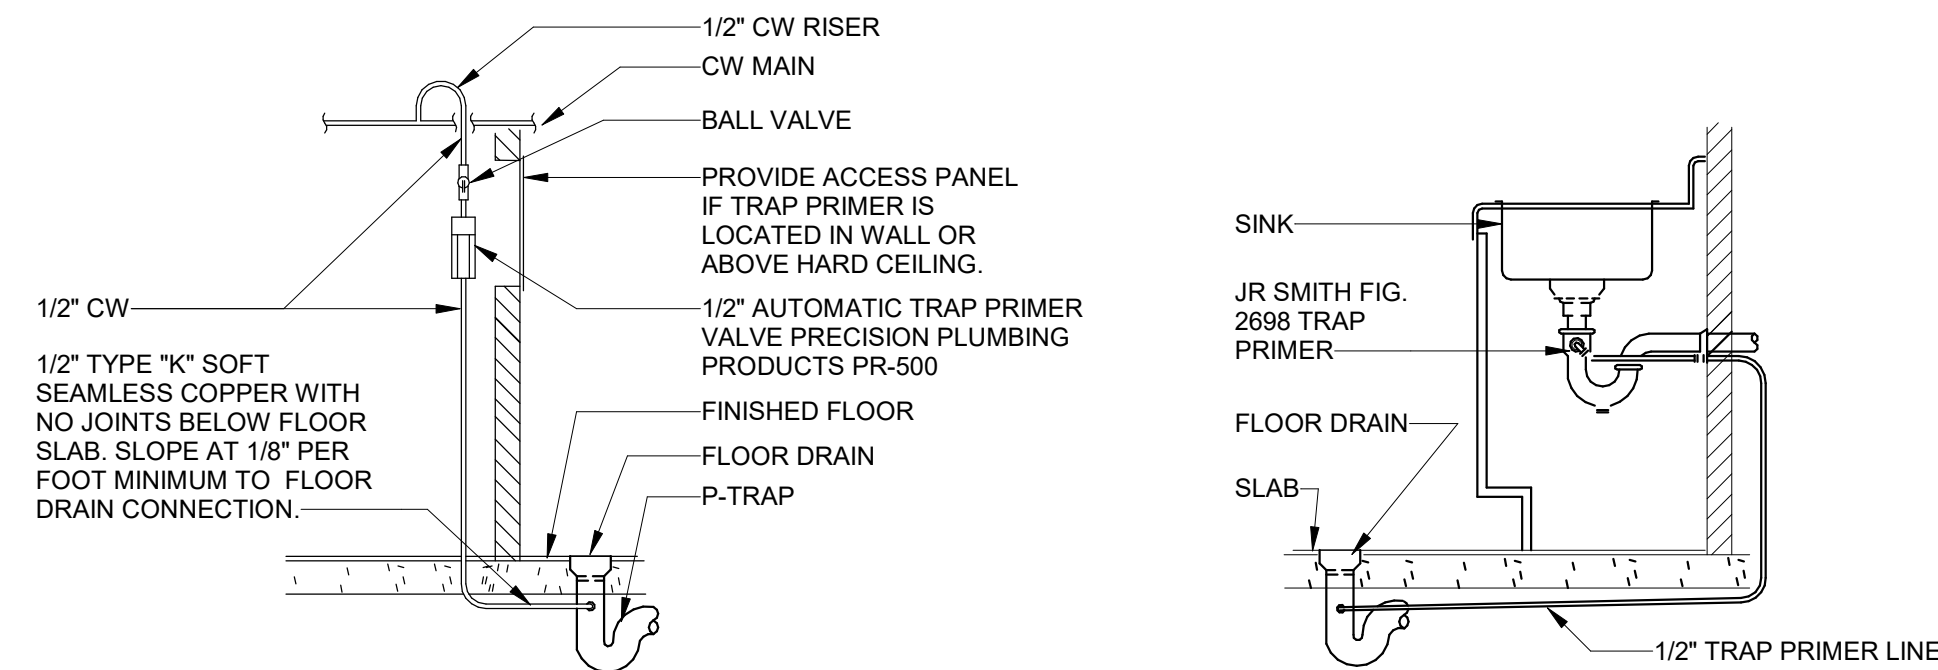 1/2" CW RISER
CW MAIN
BALL VALVE
PROVIDE ACCESS PANEL
IF TRAP PRIMER IS
LOCATED IN WALL OR
ABOVE HARD CEILING.
1/2" CW
1/2" AUTOMATIC TRAP PRIMER
VALVE PRECISION PLUMBING
PRODUCTS PR-500
1/2" TYPE "K" SOFT
SEAMLESS COPPER WITH
NO JOINTS BELOW FLOOR
SLAB. SLOPE AT 1/8" PER
FOOT MINIMUM TO FLOOR
DRAIN CONNECTION.
FINISHED FLOOR
FLOOR DRAIN
P-TRAP
SINK
JR SMITH FIG.
2698 TRAP
PRIMER
FLOOR DRAIN
SLAB
1/2" TRAP PRIMER LINE